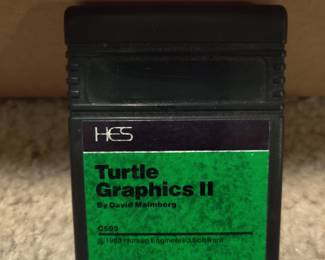 HES
Turtle
Graphics II
By David Malmberg
C503
© 1983 Human Engineered Software